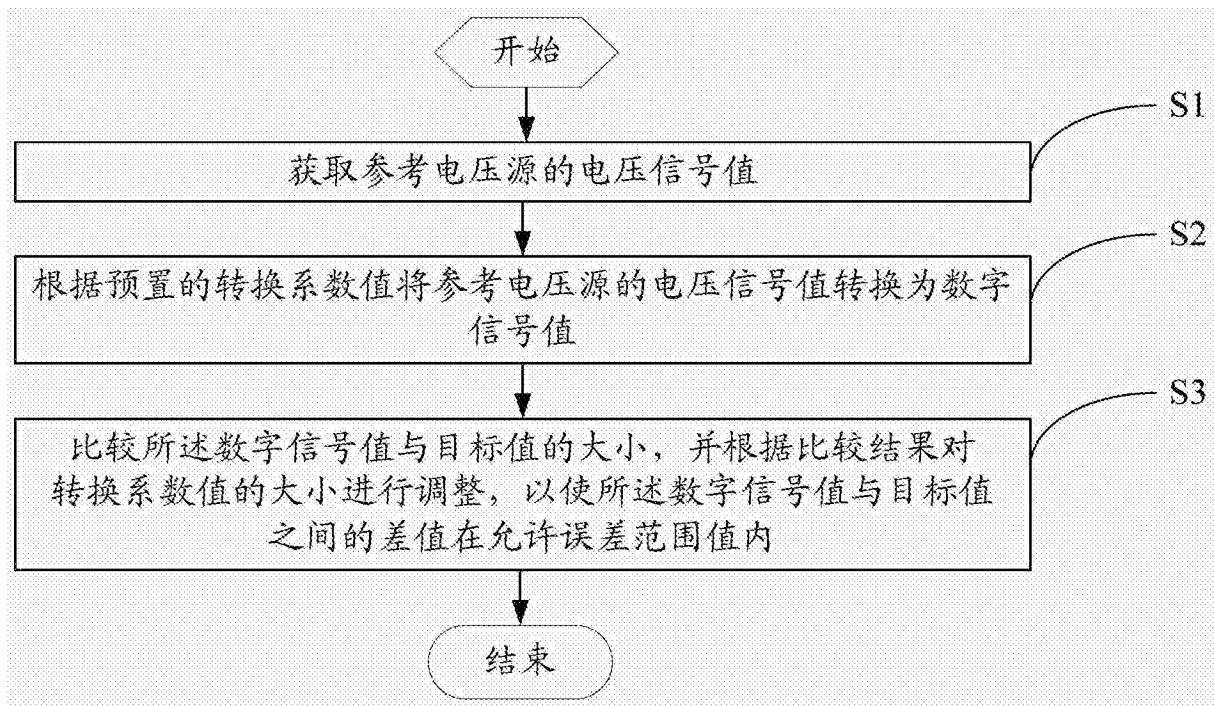 开始
S1
获取参考电压源的电压信号值
S2
根据预置的转换系数值将参考电压源的电压信号值转换为数字
信号值
S3
比较所述数字信号值与目标值的大小，并根据比较结果对
转换系数值的大小进行调整，以使所述数字信号值与目标值
之间的差值在允许误差范围值内
结束